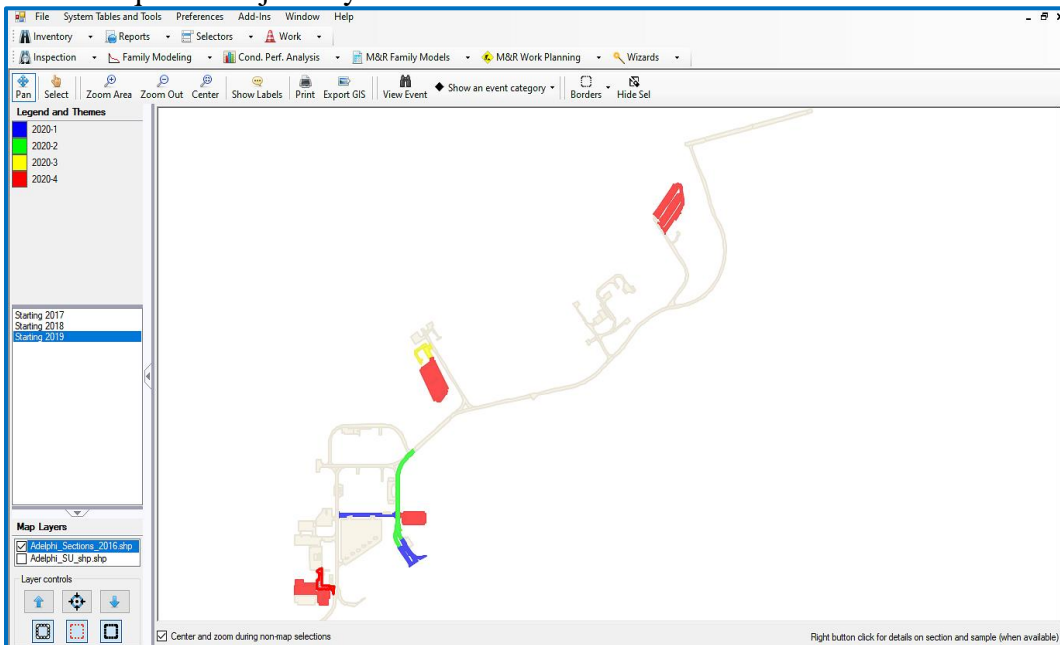 File System Tables and Tools Preferences Add-Ins Window Help
Inventory Reports Selectors Work
Inspection Family Modeling Cond. Perf. Analysis M&R Family Models M&R Work Planning Wizards
Pan Select Zoom Area Zoom Out Center Show Labels Print Export GIS View Event Show an event category Borders Hide Sel
Legend and Themes
2020-1
2020-2
2020-3
2020-4
Starting 2017
Starting 2018
Starting 2019
Map Layers
Adelphi_Sections_2016.shp
Adelphi_SU_shp.shp
Layer controls
Center and zoom during non-map selections
Right button click for details on section and sample (when available)